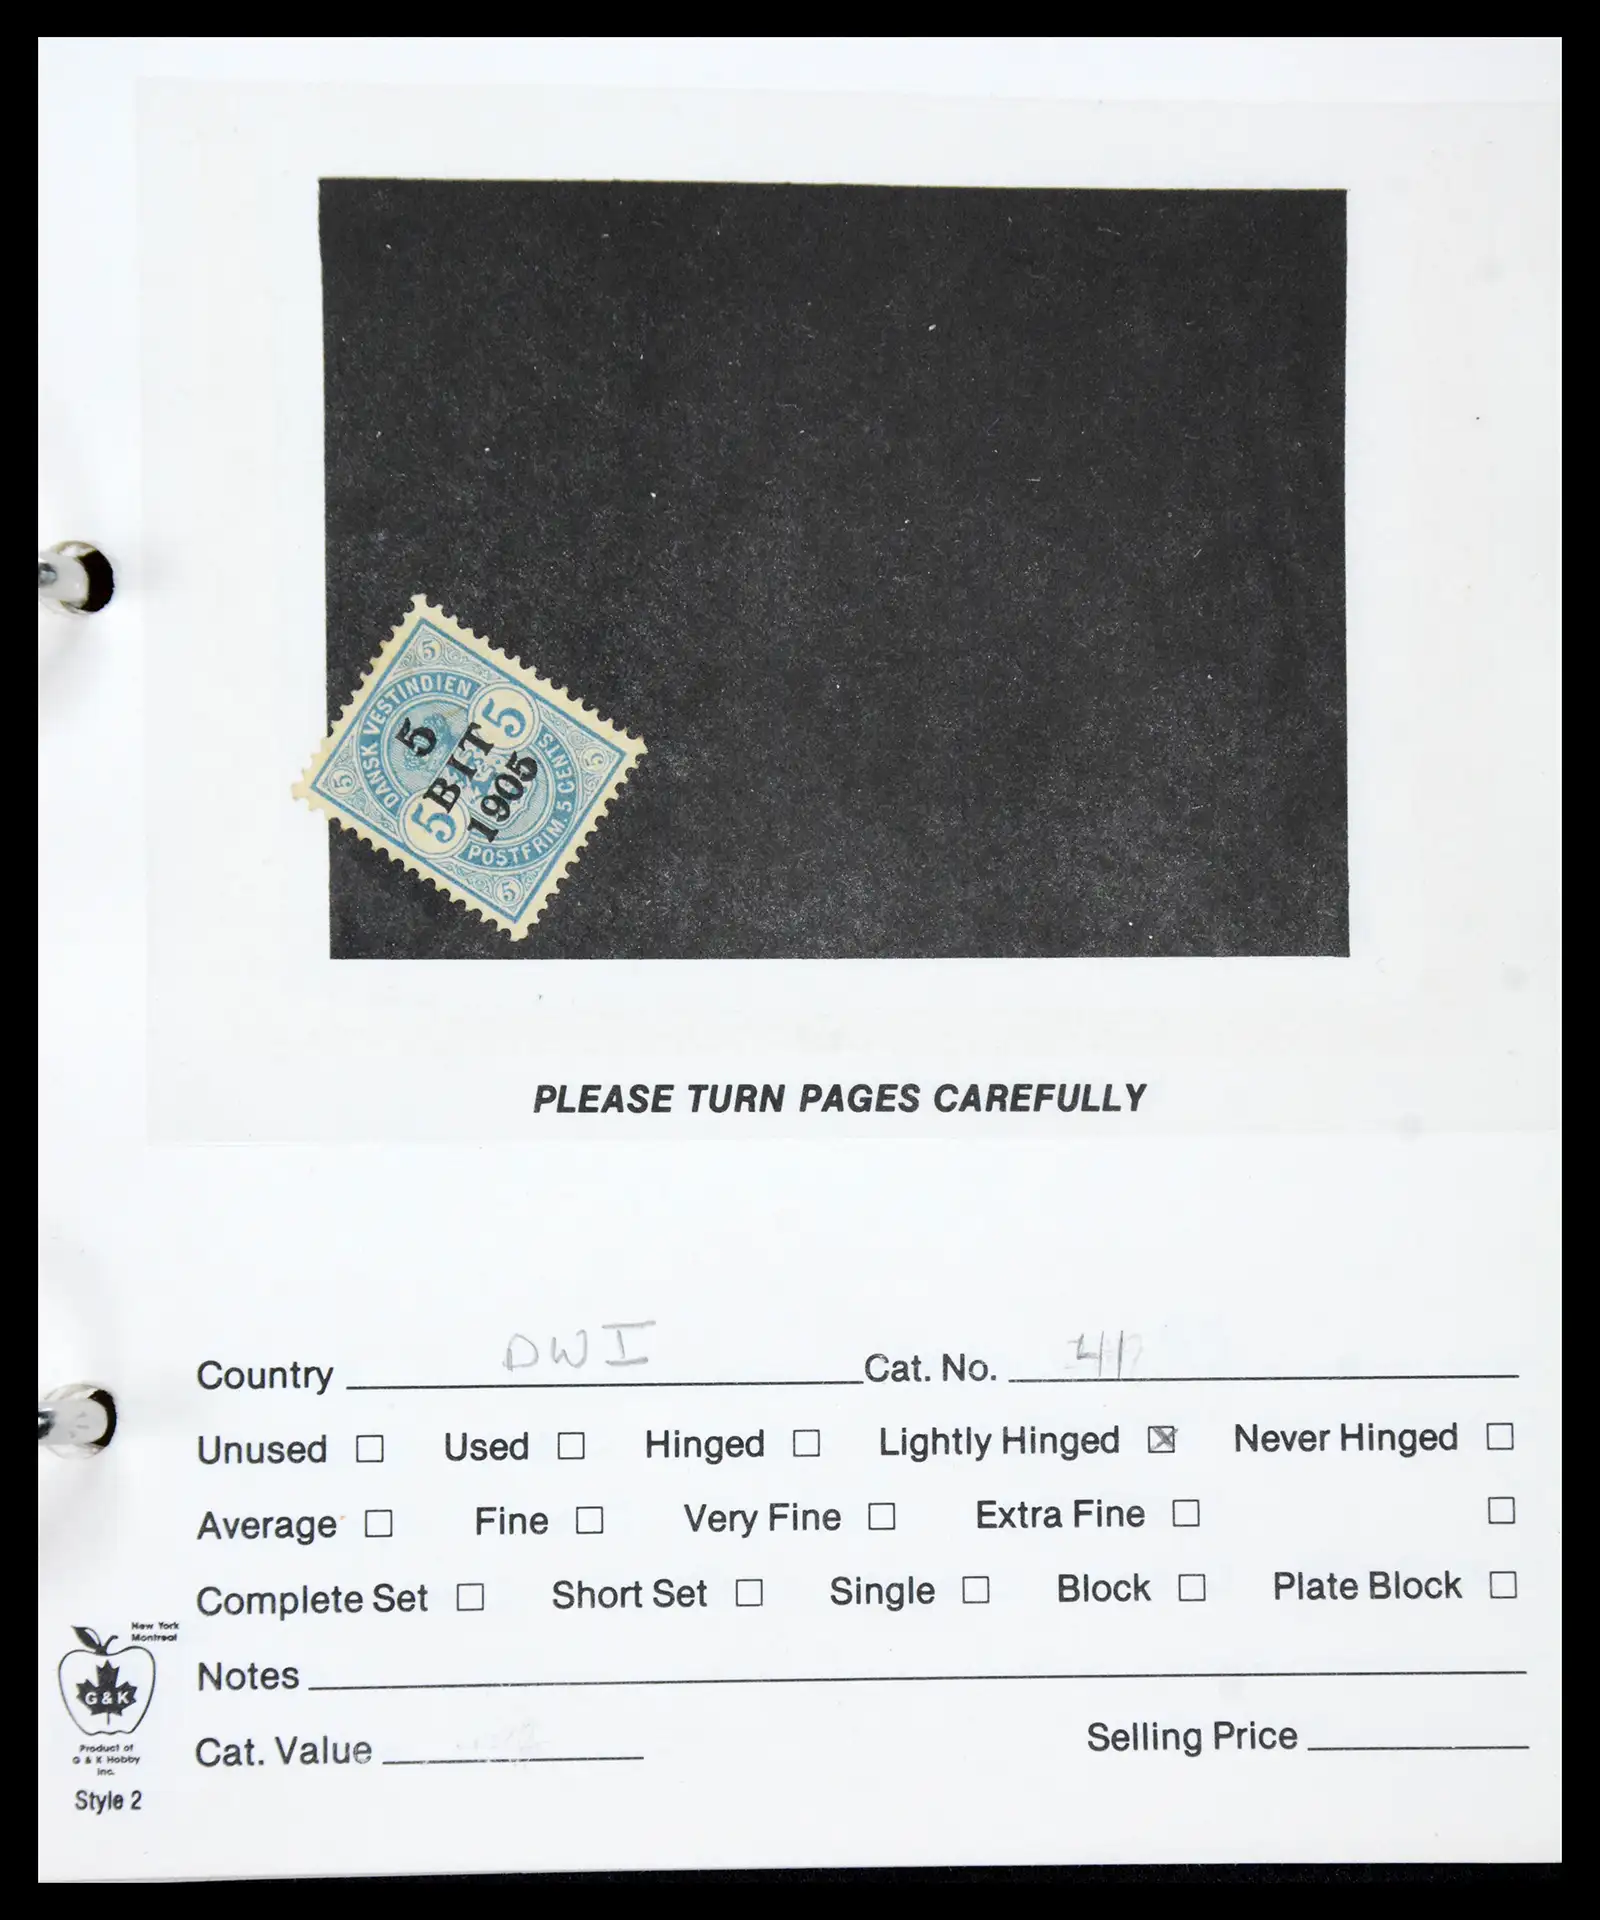 5
DANSK VESTINDIEN
5
5
BIT
1905
5
5
POSTFRIM. 5 CENTS
5
5
PLEASE TURN PAGES CAREFULLY
Country DWI Cat. No. 41
Unused ☐ Used ☐ Hinged ☐ Lightly Hinged ☒ Never Hinged ☐
Average ☐ Fine ☐ Very Fine ☐ Extra Fine ☐ ☐
Complete Set ☐ Short Set ☐ Single ☐ Block ☐ Plate Block ☐
New York
Montreal
G & K
Notes
Product of
G & K Hobby
Inc.
Cat. Value Selling Price
Style 2